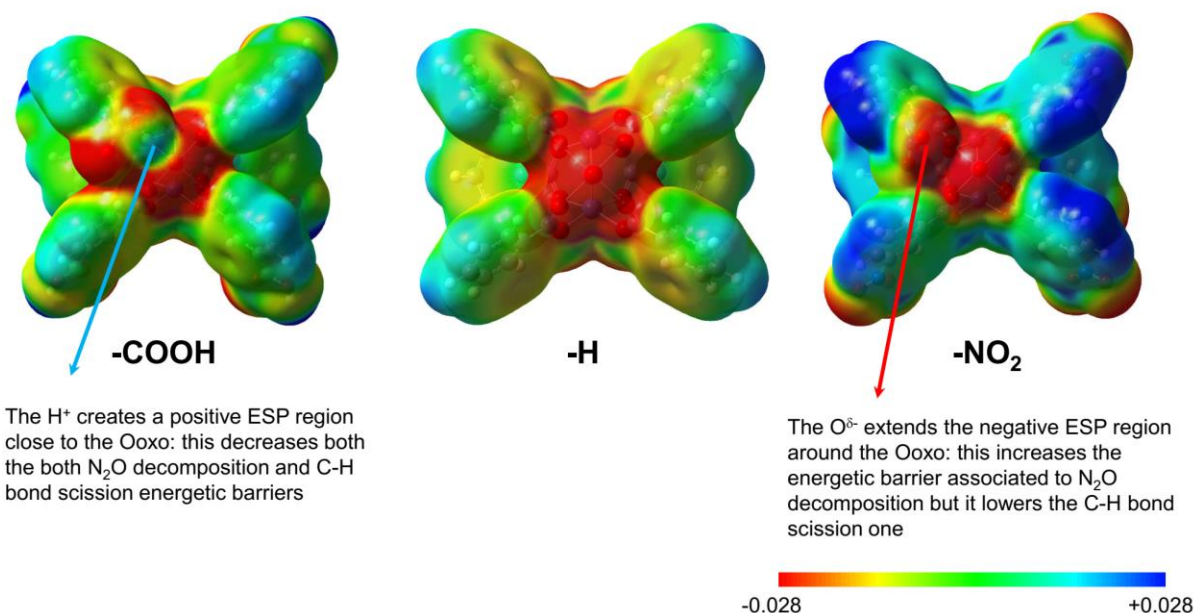 -COOH
-H
-NO₂
The H⁺ creates a positive ESP region
close to the Ooxo: this decreases both
the both N₂O decomposition and C-H
bond scission energetic barriers
The O^δ- extends the negative ESP region
around the Ooxo: this increases the
energetic barrier associated to N₂O
decomposition but it lowers the C-H bond
scission one
-0.028
+0.028